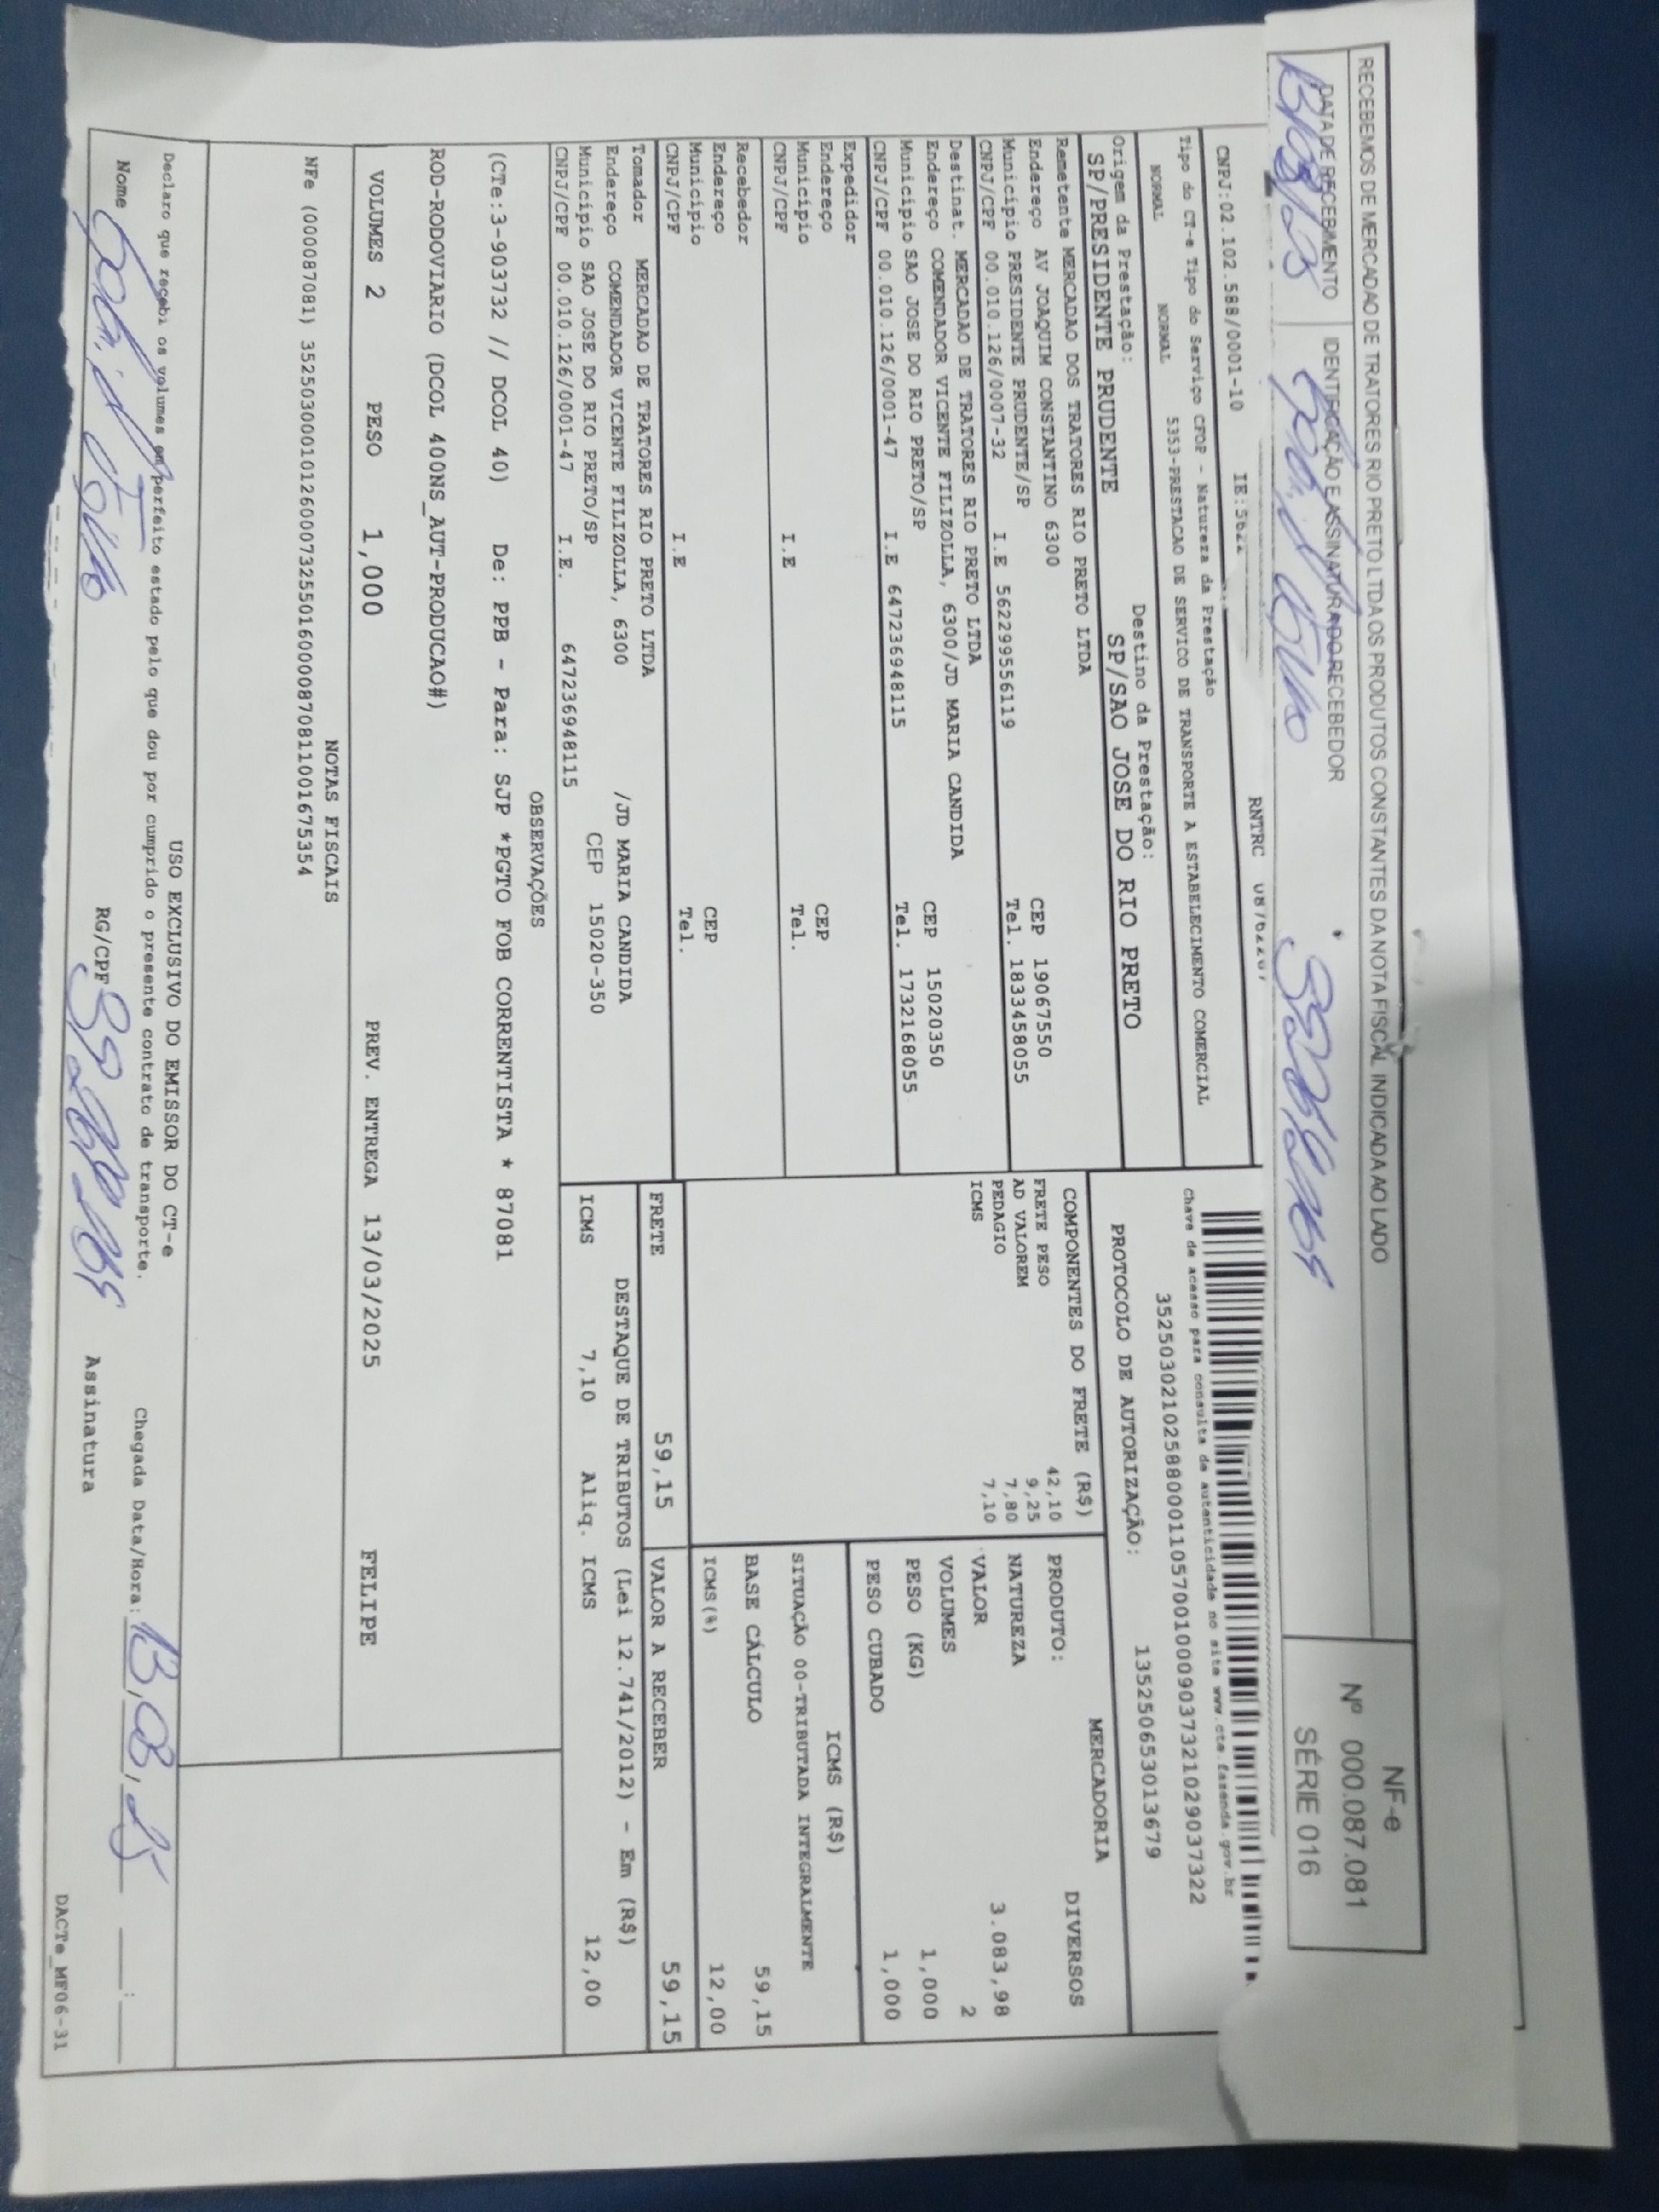 RECEBEMOS DE MERCADAO DE TRATORES RIO PRETO LTDA OS PRODUTOS CONSTANTES DA NOTA FISCAL INDICADA AO LADO
DATA DE RECEBIMENTO
IDENTIFICAÇÃO E ASSINATURA DO RECEBEDOR
NF-e
Nº 000.087.081
SÉRIE 016
CNPJ:02.102.588/0001-10 IE:5622 RNTRC
Tipo do CT-e Tipo do Serviço CFOP - Natureza da Prestação
NORMAL NORMAL 5353-PRESTACAO DE SERVICO DE TRANSPORTE A ESTABELECIMENTO COMERCIAL
Chave de acesso para consulta de autenticidade no site www.cte.fazenda.gov.br
35250302102588000110570010009037321029037322
Origem da Prestação: Destino da Prestação:
SP/PRESIDENTE PRUDENTE SP/SAO JOSE DO RIO PRETO
PROTOCOLO DE AUTORIZAÇÃO: 135250653013679
Remetente MERCADAO DOS TRATORES RIO PRETO LTDA
Endereço AV JOAQUIM CONSTANTINO 6300 CEP 19067550
Município PRESIDENTE PRUDENTE/SP Tel. 1833458055
CNPJ/CPF 00.010.126/0007-32 I.E 562299556119
Destinat. MERCADAO DE TRATORES RIO PRETO LTDA
Endereço COMENDADOR VICENTE FILIZOLLA, 6300/JD MARIA CANDIDA CEP 15020350
Município SAO JOSE DO RIO PRETO/SP Tel. 1732168055
CNPJ/CPF 00.010.126/0001-47 I.E 647236948115
Expedidor
Endereço CEP
Município Tel.
CNPJ/CPF I.E
Recebedor
Endereço CEP
Município Tel.
CNPJ/CPF I.E
Tomador MERCADAO DE TRATORES RIO PRETO LTDA
Endereço COMENDADOR VICENTE FILIZOLLA, 6300 /JD MARIA CANDIDA
Município SAO JOSE DO RIO PRETO/SP CEP 15020-350
CNPJ/CPF 00.010.126/0001-47 I.E. 647236948115
COMPONENTES DO FRETE (R$)
FRETE PESO 42,10
AD VALOREM 9,25
PEDAGIO 7,80
ICMS 7,10
MERCADORIA
PRODUTO: DIVERSOS
NATUREZA
VALOR 3.083,98
VOLUMES 2
PESO (KG) 1,000
PESO CUBADO 1,000
ICMS (R$)
SITUAÇÃO 00-TRIBUTADA INTEGRALMENTE
BASE CÁLCULO 59,15
ICMS(%) 12,00
FRETE 59,15 VALOR A RECEBER 59,15
DESTAQUE DE TRIBUTOS (Lei 12.741/2012) - Em (R$)
ICMS 7,10 Aliq. ICMS 12,00
OBSERVAÇÕES
(CTe:3-903732 // DCOL 40) De: PPB - Para: SJP *PGTO FOB CORRENTISTA * 87081
ROD-RODOVIARIO (DCOL 400NS_AUT-PRODUCAO#)
VOLUMES 2 PESO 1,000 PREV. ENTREGA 13/03/2025 FELIPE
NOTAS FISCAIS
NFe (000087081) 35250300010126000732550160000870811001675354
USO EXCLUSIVO DO EMISSOR DO CT-e
Declaro que recebi os volumes em perfeito estado pelo que dou por cumprido o presente contrato de transporte.
Chegada Data/Hora:
Nome RG/CPF Assinatura
DACTe_MF06-31